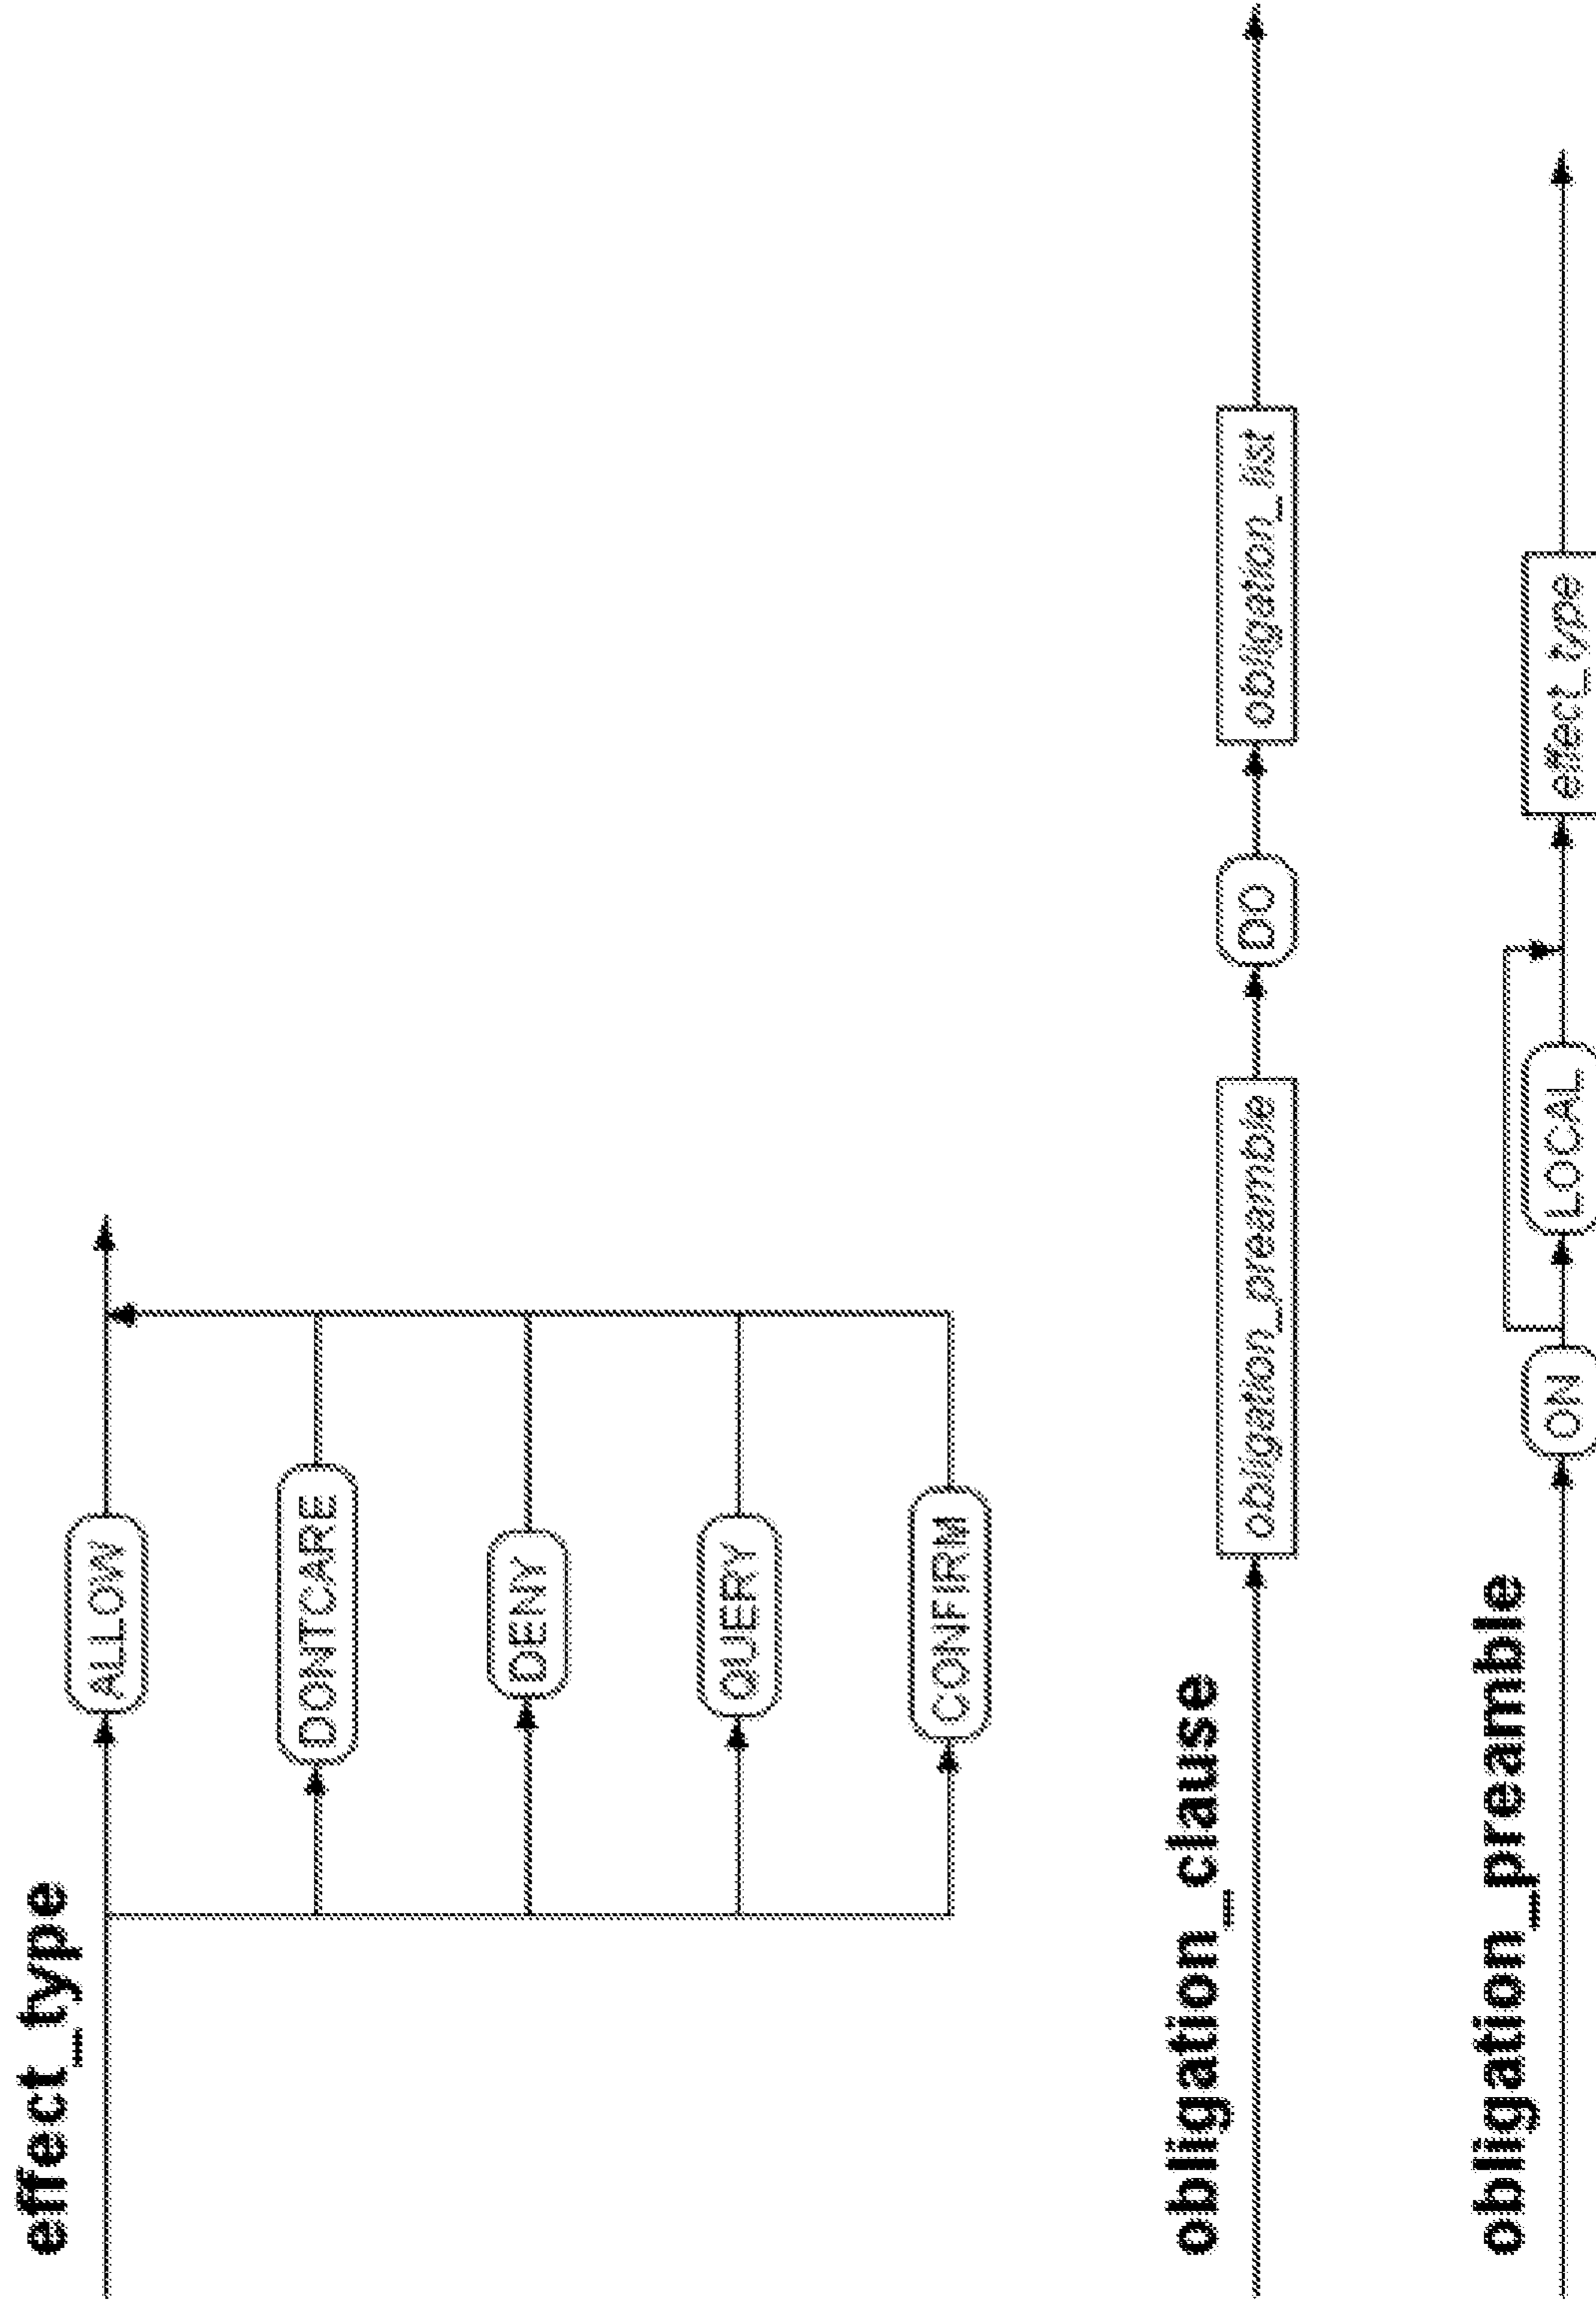 effect_type
ALLOW
DONTCARE
DENY
QUERY
CONFIRM
obligation_clause
obligation_preamble
DO
obligation_list
obligation_preamble
ON
LOCAL
effect_type